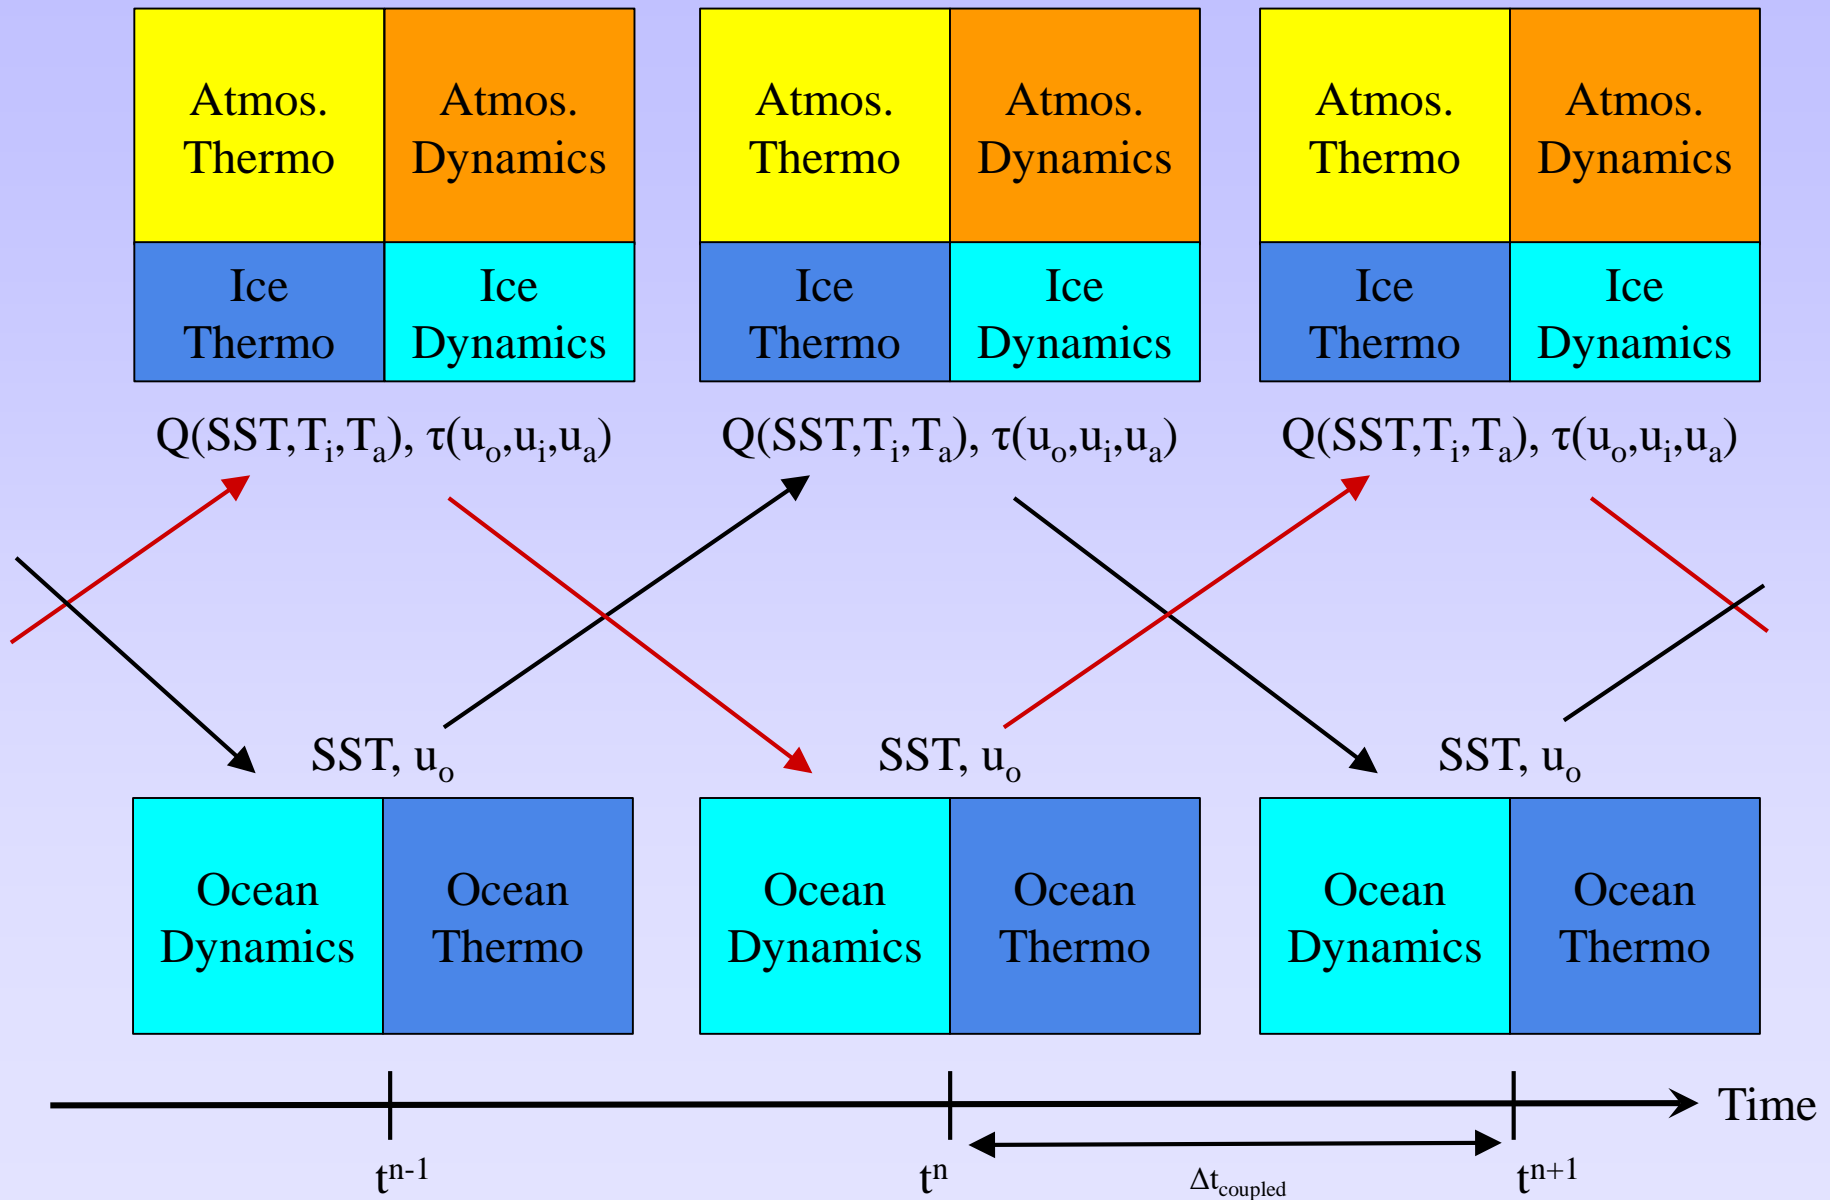 Atmos.
Thermo
Atmos.
Dynamics
Atmos.
Thermo
Atmos.
Dynamics
Atmos.
Thermo
Atmos.
Dynamics
Ice
Thermo
Ice
Dynamics
Ice
Thermo
Ice
Dynamics
Ice
Thermo
Ice
Dynamics
Q(SST,Tᵢ,Tₐ), τ(uₒ,uᵢ,uₐ)
Q(SST,Tᵢ,Tₐ), τ(uₒ,uᵢ,uₐ)
Q(SST,Tᵢ,Tₐ), τ(uₒ,uᵢ,uₐ)
SST, uₒ
SST, uₒ
SST, uₒ
Ocean
Dynamics
Ocean
Thermo
Ocean
Dynamics
Ocean
Thermo
Ocean
Dynamics
Ocean
Thermo
Time
tⁿ⁻¹
tⁿ
Δt_coupled
tⁿ⁺¹